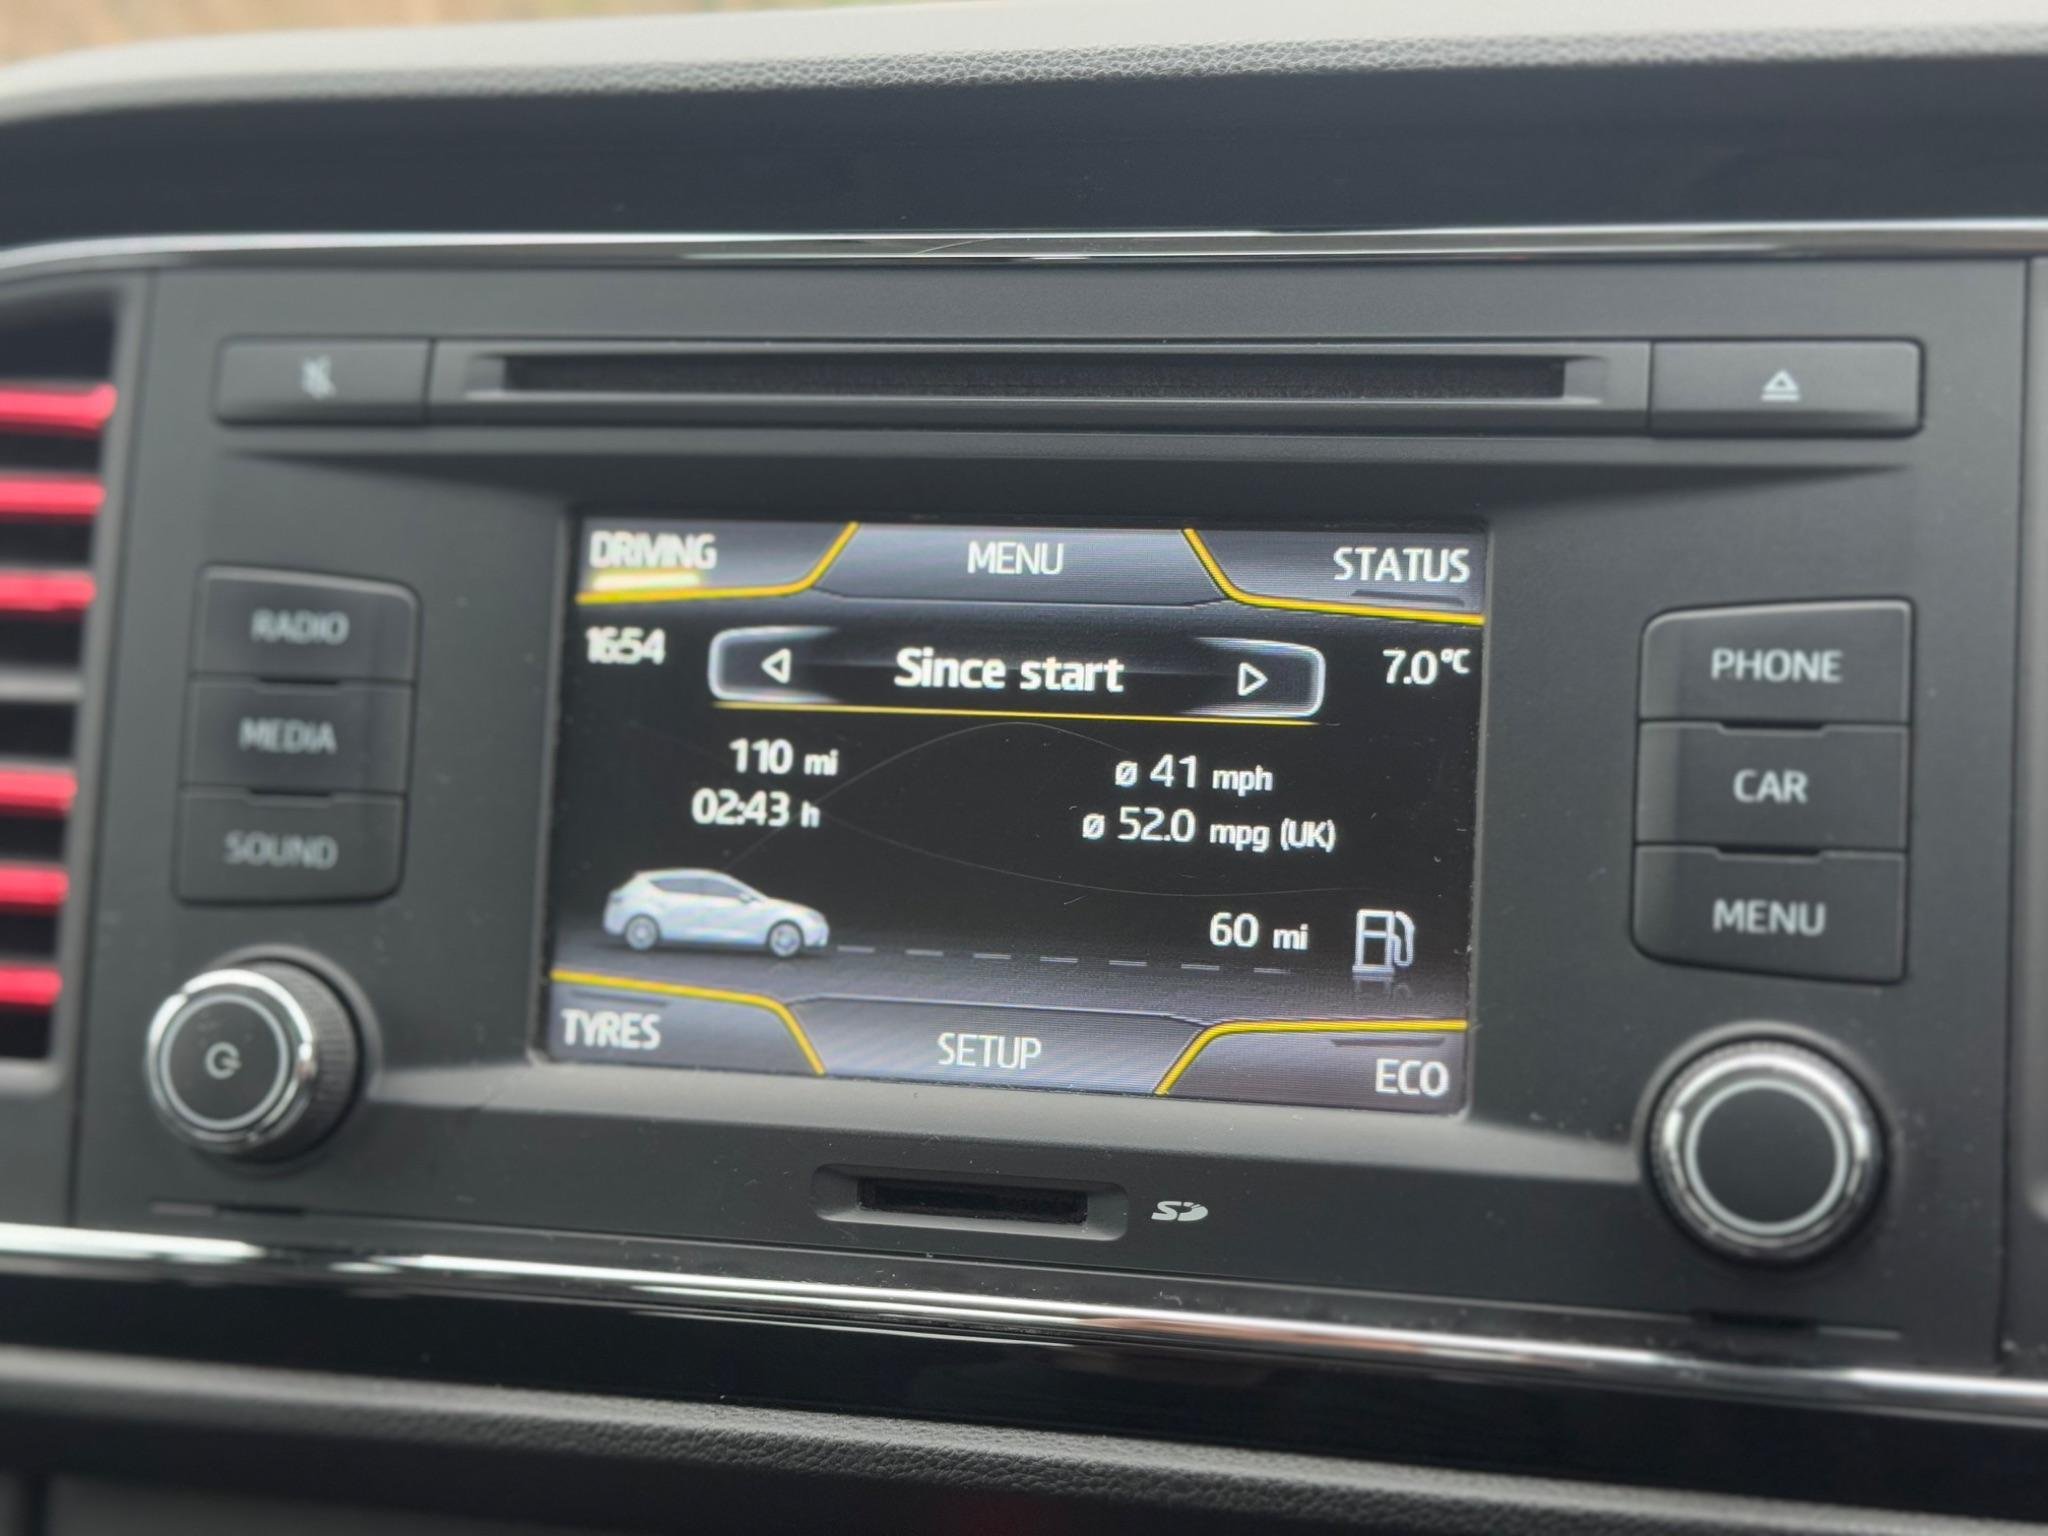 DRIVING MENU STATUS
16:54 Since start 7.0°C
110 mi ø 41 mph
02:43 h ø 52.0 mpg (UK)
60 mi
TYRES SETUP ECO
RADIO
MEDIA
SOUND
PHONE
CAR
MENU
SD